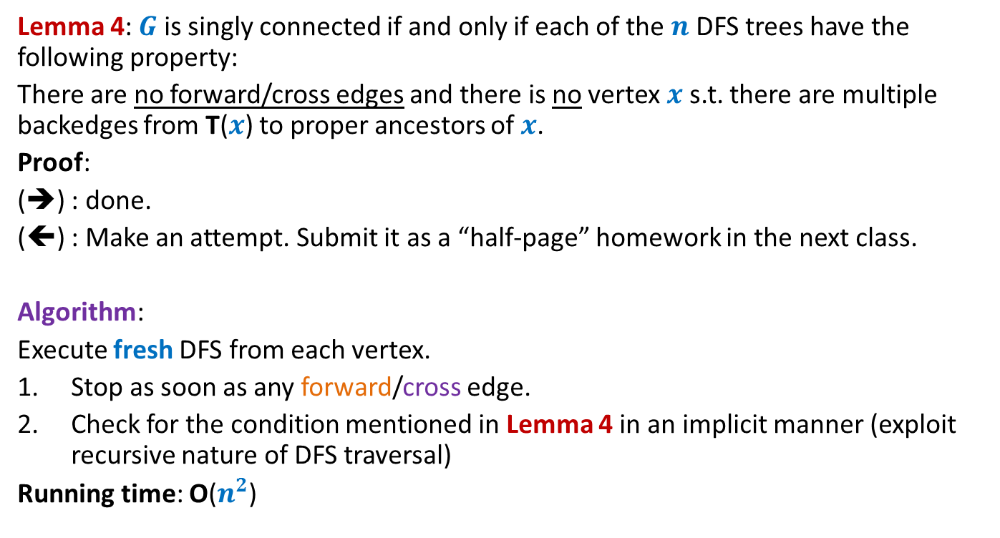 Lemma 4: G is singly connected if and only if each of the n DFS trees have the
following property:
There are no forward/cross edges and there is no vertex x s.t. there are multiple
backedges from T(x) to proper ancestors of x.
Proof:
(→) : done.
(←) : Make an attempt. Submit it as a “half-page” homework in the next class.
Algorithm:
Execute fresh DFS from each vertex.
1. Stop as soon as any forward/cross edge.
2. Check for the condition mentioned in Lemma 4 in an implicit manner (exploit
recursive nature of DFS traversal)
Running time: O(n²)